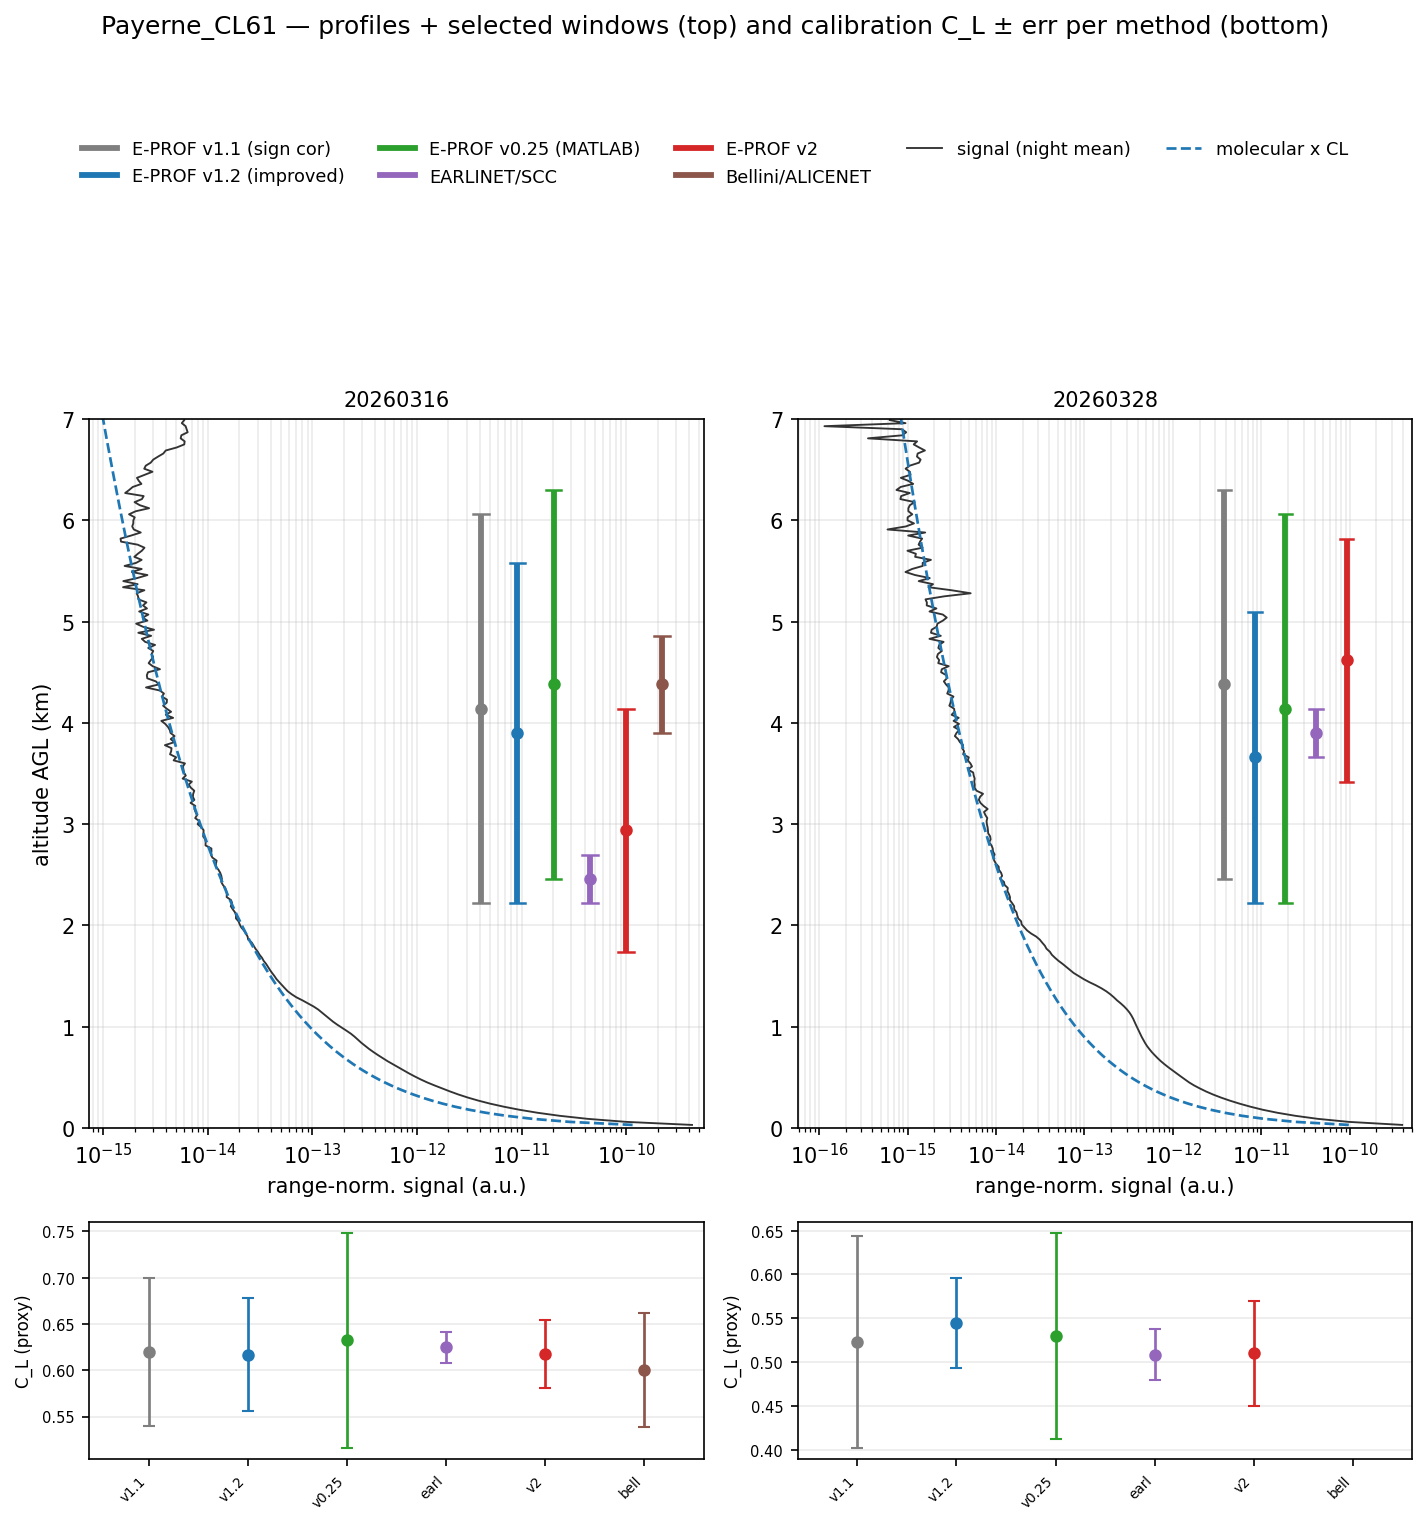 Payerne_CL61 — profiles + selected windows (top) and calibration C_L ± err per method (bottom)
E-PROF v1.1 (sign cor)
E-PROF v1.2 (improved)
E-PROF v0.25 (MATLAB)
EARLINET/SCC
E-PROF v2
Bellini/ALICENET
signal (night mean)
molecular x CL
20260316
altitude AGL (km)
7
6
5
4
3
2
1
0
10⁻¹⁵ 10⁻¹⁴ 10⁻¹³ 10⁻¹² 10⁻¹¹ 10⁻¹⁰
range-norm. signal (a.u.)
20260328
7
6
5
4
3
2
1
0
10⁻¹⁶ 10⁻¹⁵ 10⁻¹⁴ 10⁻¹³ 10⁻¹² 10⁻¹¹ 10⁻¹⁰
range-norm. signal (a.u.)
C_L (proxy)
0.75
0.70
0.65
0.60
0.55
v1.1 v1.2 v0.25 earl v2 bell
C_L (proxy)
0.65
0.60
0.55
0.50
0.45
0.40
v1.1 v1.2 v0.25 earl v2 bell